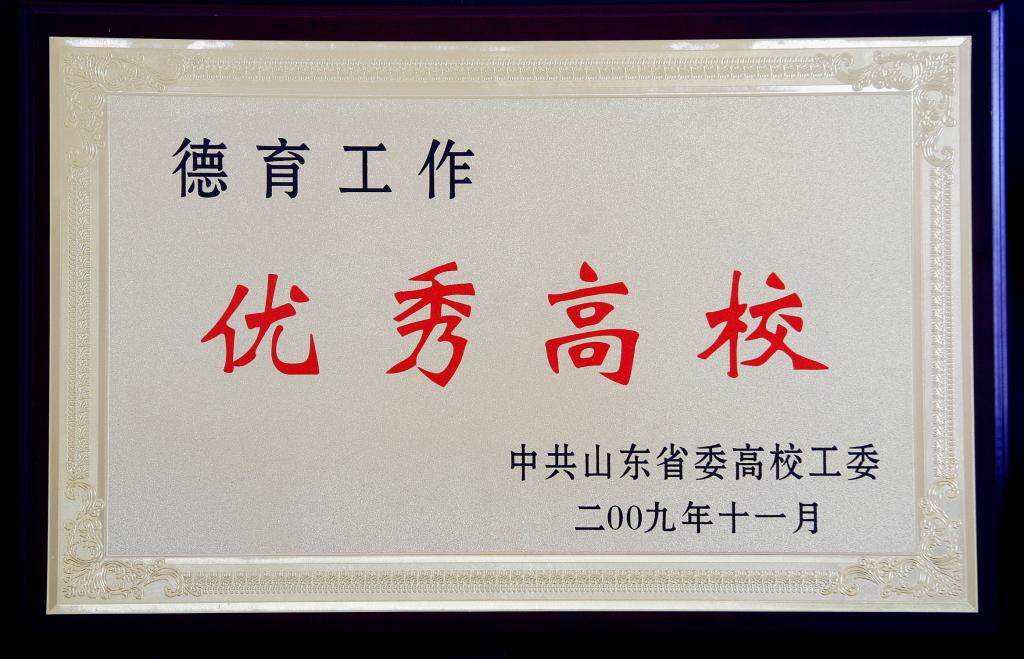 德育工作
优秀高校
中共山东省委高校工委
二00九年十一月